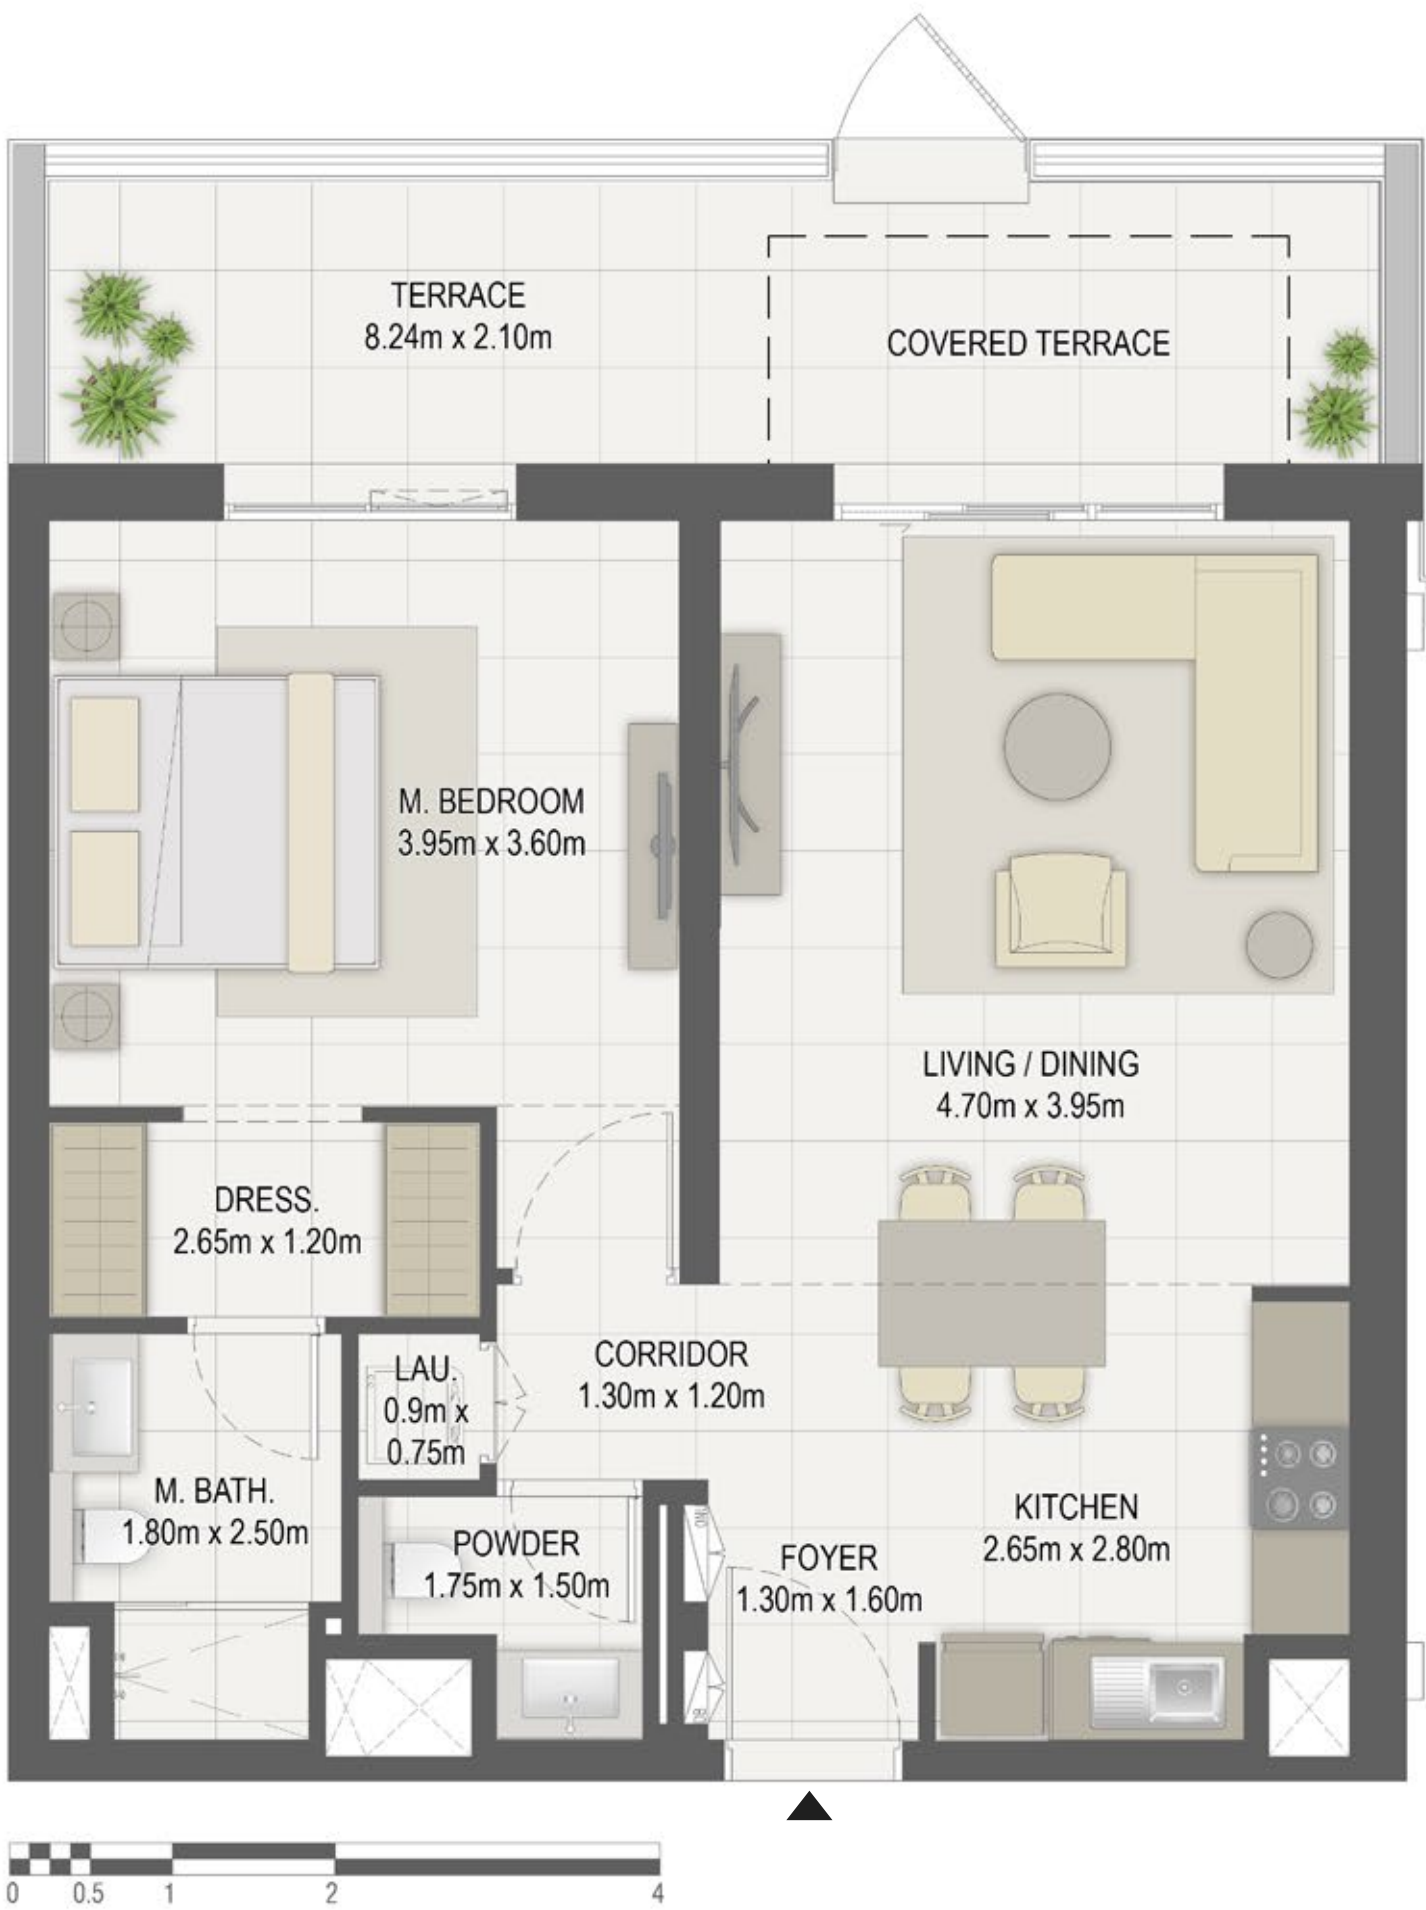 TERRACE
8.24m x 2.10m
COVERED TERRACE
M. BEDROOM
3.95m x 3.60m
LIVING / DINING
4.70m x 3.95m
DRESS.
2.65m x 1.20m
CORRIDOR
1.30m x 1.20m
LAU.
0.9m x
0.75m
M. BATH.
1.80m x 2.50m
POWDER
1.75m x 1.50m
FOYER
1.30m x 1.60m
KITCHEN
2.65m x 2.80m
0 0.5 1 2 4